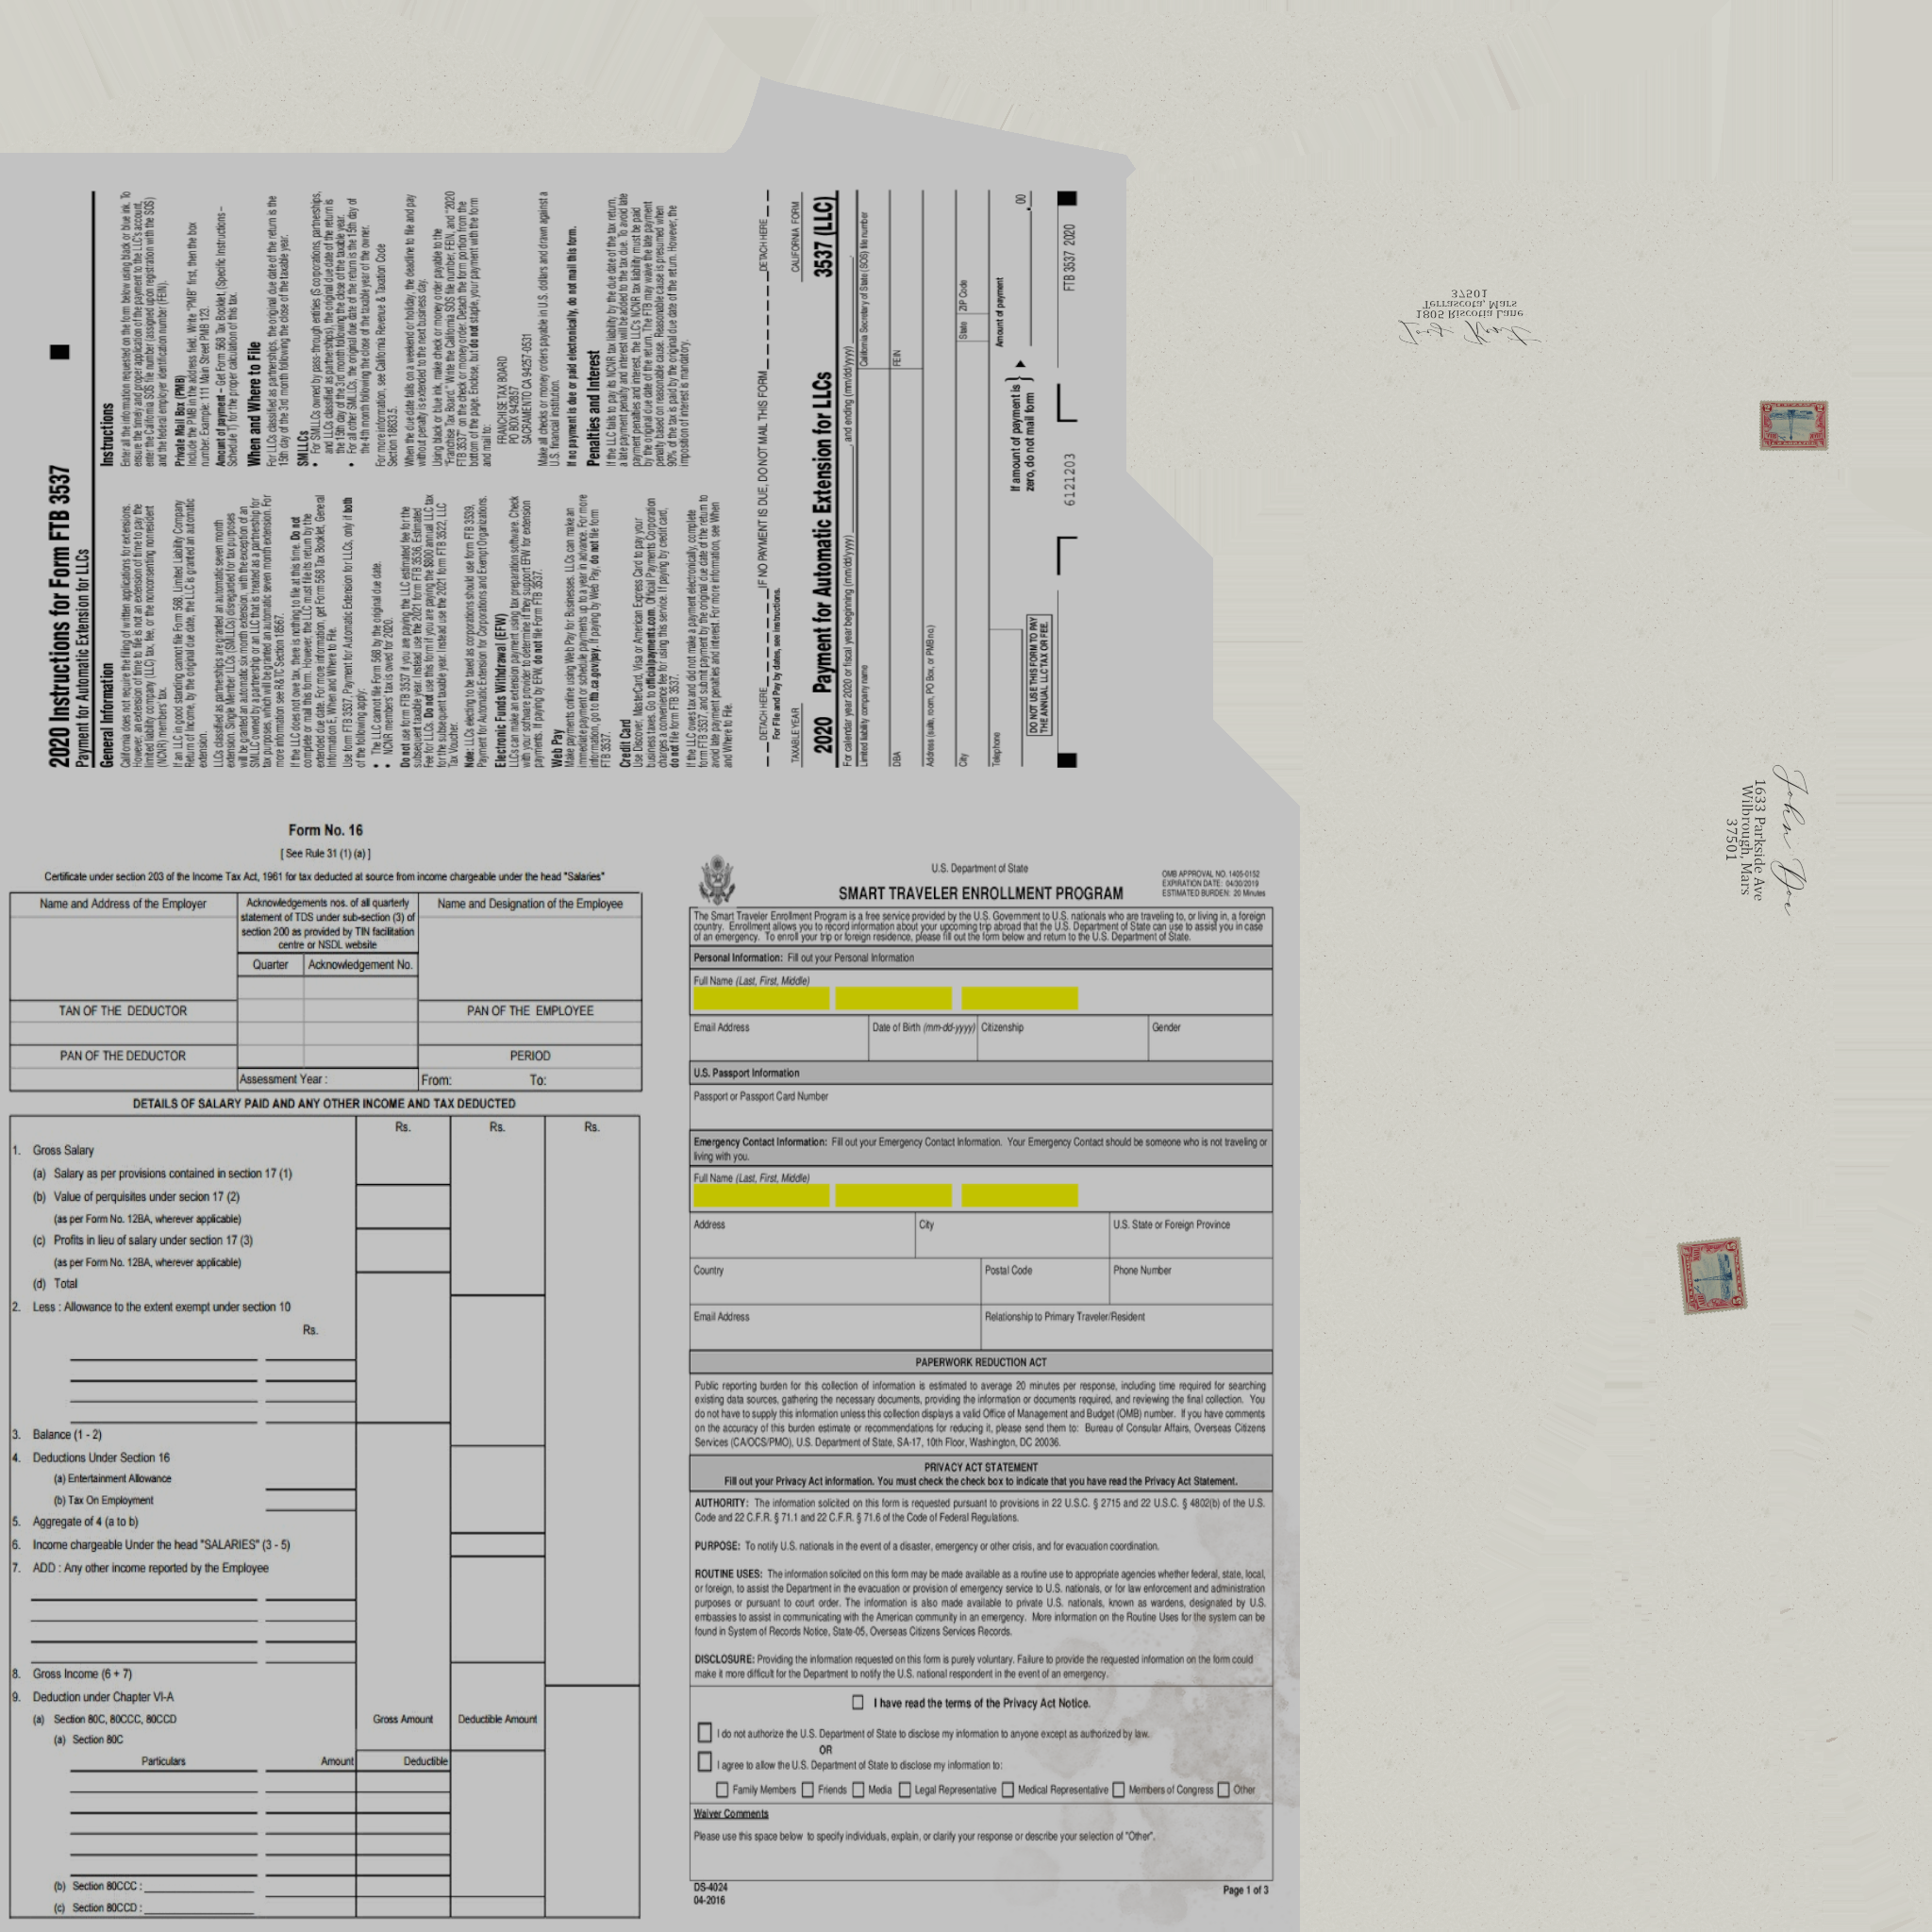 2020 Instructions for Form FTB 3537
Payment for Automatic Extension for LLCs
General Information
California does not require the filing of written applications for extensions.
However, an extension of time to file is not an extension of time to pay the
limited liability company (LLC) tax, fee, or the nonconsenting nonresident
(NCNR) members' tax.
If an LLC in good standing cannot file Form 568, Limited Liability Company
Return of Income, by the original due date, the LLC is granted an automatic
extension.
LLCs classified as partnerships are granted an automatic seven month
extension. Single Member LLCs (SMLLCs) disregarded for tax purposes
will be granted an automatic six month extension, with the exception of an
SMLLC owned by a partnership or an LLC that is treated as a partnership for
tax purposes, which will be granted an automatic seven month extension. For
more information see R&TC Section 18567.
If the LLC does not owe tax, there is nothing to file at this time. Do not
complete or mail this form. However, the LLC must file its return by the
extended due date. For more information, get Form 568 Tax Booklet, General
Information E, When and Where to File.
Use form FTB 3537, Payment for Automatic Extension for LLCs, only if both
of the following apply:
• The LLC cannot file Form 568 by the original due date.
• NCNR members' tax is owed for 2020.
Do not use form FTB 3537 if you are paying the LLC estimated fee for the
subsequent taxable year. Instead use the 2021 form FTB 3536, Estimated
Fee for LLCs. Do not use this form if you are paying the $800 annual LLC tax
for the subsequent taxable year. Instead use the 2021 form FTB 3522, LLC
Tax Voucher.
Note: LLCs electing to be taxed as corporations should use form FTB 3539,
Payment for Automatic Extension for Corporations and Exempt Organizations.
Electronic Funds Withdrawal (EFW)
LLCs can make an extension payment using tax preparation software. Check
with your software provider to determine if they support EFW for extension
payments. If paying by EFW, do not file Form FTB 3537.
Web Pay
Make payments online using Web Pay for Businesses. LLCs can make an
immediate payment or schedule payments up to a year in advance. For more
information, go to ftb.ca.gov/pay. If paying by Web Pay, do not file form
FTB 3537.
Credit Card
Use Discover, MasterCard, Visa or American Express Card to pay your
business taxes. Go to officialpayments.com. Official Payments Corporation
charges a convenience fee for using this service. If paying by credit card,
do not file form FTB 3537.
If the LLC owes tax and did not make a payment electronically, complete
form FTB 3537, and submit payment by the original due date of the return to
avoid late payment penalties and interest. For more information, see When
and Where to File.
Instructions
Enter all the information requested on the form below using black or blue ink. To
ensure the timely and proper application of the payment to the LLC's account,
enter the California SOS file number (assigned upon registration with the SOS)
and the federal employer identification number (FEIN).
Private Mail Box (PMB)
Include the PMB in the address field. Write "PMB" first, then the box
number. Example: 111 Main Street PMB 123.
Amount of payment – Get Form 568 Tax Booklet, (Specific Instructions –
Schedule T) for the proper calculation of this tax.
When and Where to File
For LLCs classified as partnerships, the original due date of the return is the
15th day of the 3rd month following the close of the taxable year.
SMLLCs
• For SMLLCs owned by pass-through entities (S corporations, partnerships,
and LLCs classified as partnerships), the original due date of the return is
the 15th day of the 3rd month following the close of the taxable year.
• For all other SMLLCs, the original due date of the return is the 15th day of
the 4th month following the close of the taxable year of the owner.
For more information, see California Revenue & Taxation Code
Section 18633.5.
When the due date falls on a weekend or holiday, the deadline to file and pay
without penalty is extended to the next business day.
Using black or blue ink, make check or money order payable to the
"Franchise Tax Board." Write the California SOS file number, FEIN, and "2020
FTB 3537" on the check or money order. Detach the form portion from the
bottom of the page. Enclose, but do not staple, your payment with the form
and mail to:
FRANCHISE TAX BOARD
PO BOX 942857
SACRAMENTO CA 94257-0531
Make all checks or money orders payable in U.S. dollars and drawn against a
U.S. financial institution.
If no payment is due or paid electronically, do not mail this form.
Penalties and Interest
If the LLC fails to pay its NCNR tax liability by the due date of the tax return,
a late payment penalty and interest will be added to the tax due. To avoid late
payment penalties and interest, the LLC's NCNR tax liability must be paid
by the original due date of the return. The FTB may waive the late payment
penalty based on reasonable cause. Reasonable cause is presumed when
90% of the tax is paid by the original due date of the return. However, the
imposition of interest is mandatory.
DETACH HERE IF NO PAYMENT IS DUE, DO NOT MAIL THIS FORM DETACH HERE
For File and Pay by dates, see instructions.
TAXABLE YEAR CALIFORNIA FORM
2020 Payment for Automatic Extension for LLCs 3537 (LLC)
For calendar year 2020 or fiscal year beginning (mm/dd/yyyy) , and ending (mm/dd/yyyy) .
Limited liability company name California Secretary of State (SOS) file number
DBA FEIN
Address (suite, room, PO Box, or PMB no.)
City State ZIP Code
Telephone Amount of payment
If amount of payment is
zero, do not mail form .00
DO NOT USE THIS FORM TO PAY
THE ANNUAL LLC TAX OR FEE.
6121203 FTB 3537 2020
Form No. 16
[ See Rule 31 (1) (a) ]
Certificate under section 203 of the Income Tax Act, 1961 for tax deducted at source from income chargeable under the head "Salaries"
Name and Address of the Employer
Acknowledgements nos. of all quarterly
statement of TDS under sub-section (3) of
section 200 as provided by TIN facilitation
centre or NSDL website
Name and Designation of the Employee
Quarter Acknowledgement No.
TAN OF THE DEDUCTOR PAN OF THE EMPLOYEE
PAN OF THE DEDUCTOR PERIOD
Assessment Year : From: To:
DETAILS OF SALARY PAID AND ANY OTHER INCOME AND TAX DEDUCTED
Rs. Rs. Rs.
1. Gross Salary
(a) Salary as per provisions contained in section 17 (1)
(b) Value of perquisites under secion 17 (2)
(as per Form No. 12BA, wherever applicable)
(c) Profits in lieu of salary under section 17 (3)
(as per Form No. 12BA, wherever applicable)
(d) Total
2. Less : Allowance to the extent exempt under section 10
Rs.
3. Balance (1 - 2)
4. Deductions Under Section 16
(a) Entertainment Allowance
(b) Tax On Employment
5. Aggregate of 4 (a to b)
6. Income chargeable Under the head "SALARIES" (3 - 5)
7. ADD : Any other income reported by the Employee
8. Gross Income (6 + 7)
9. Deduction under Chapter VI-A
(a) Section 80C, 80CCC, 80CCD Gross Amount Deductible Amount
(a) Section 80C
Particulars Amount Deductible
(b) Section 80CCC :
(c) Section 80CCD :
U.S. Department of State
SMART TRAVELER ENROLLMENT PROGRAM
OMB APPROVAL NO. 1405-0152
EXPIRATION DATE: 04/30/2019
ESTIMATED BURDEN: 20 Minutes
The Smart Traveler Enrollment Program is a free service provided by the U.S. Government to U.S. nationals who are traveling to, or living in, a foreign
country. Enrollment allows you to record information about your upcoming trip abroad that the U.S. Department of State can use to assist you in case
of an emergency. To enroll your trip or foreign residence, please fill out the form below and return to the U.S. Department of State.
Personal Information: Fill out your Personal Information
Full Name (Last, First, Middle)
Email Address Date of Birth (mm-dd-yyyy) Citizenship Gender
U.S. Passport Information
Passport or Passport Card Number
Emergency Contact Information: Fill out your Emergency Contact Information. Your Emergency Contact should be someone who is not traveling or
living with you.
Full Name (Last, First, Middle)
Address City U.S. State or Foreign Province
Country Postal Code Phone Number
Email Address Relationship to Primary Traveler/Resident
PAPERWORK REDUCTION ACT
Public reporting burden for this collection of information is estimated to average 20 minutes per response, including time required for searching
existing data sources, gathering the necessary documents, providing the information or documents required, and reviewing the final collection. You
do not have to supply this information unless this collection displays a valid Office of Management and Budget (OMB) number. If you have comments
on the accuracy of this burden estimate or recommendations for reducing it, please send them to: Bureau of Consular Affairs, Overseas Citizens
Services (CA/OCS/PMO), U.S. Department of State, SA-17, 10th Floor, Washington, DC 20036.
PRIVACY ACT STATEMENT
Fill out your Privacy Act information. You must check the check box to indicate that you have read the Privacy Act Statement.
AUTHORITY: The information solicited on this form is requested pursuant to provisions in 22 U.S.C. § 2715 and 22 U.S.C. § 4802(b) of the U.S.
Code and 22 C.F.R. § 71.1 and 22 C.F.R. § 71.6 of the Code of Federal Regulations.
PURPOSE: To notify U.S. nationals in the event of a disaster, emergency or other crisis, and for evacuation coordination.
ROUTINE USES: The information solicited on this form may be made available as a routine use to appropriate agencies whether federal, state, local,
or foreign, to assist the Department in the evacuation or provision of emergency service to U.S. nationals, or for law enforcement and administration
purposes or pursuant to court order. The information is also made available to private U.S. nationals, known as wardens, designated by U.S.
embassies to assist in communicating with the American community in an emergency. More information on the Routine Uses for the system can be
found in System of Records Notice, State-05, Overseas Citizens Services Records.
DISCLOSURE: Providing the information requested on this form is purely voluntary. Failure to provide the requested information on the form could
make it more difficult for the Department to notify the U.S. national respondent in the event of an emergency.
I have read the terms of the Privacy Act Notice.
I do not authorize the U.S. Department of State to disclose my information to anyone except as authorized by law.
OR
I agree to allow the U.S. Department of State to disclose my information to:
Family Members Friends Media Legal Representative Medical Representative Members of Congress Other
Waiver Comments
Please use this space below to specify individuals, explain, or clarify your response or describe your selection of "Other".
DS-4024
04-2016
Page 1 of 3
1805 Riscotia Lane
Terrascota, Mars
37501
John Doe
1633 Parkside Ave
Wilbrough, Mars
37501